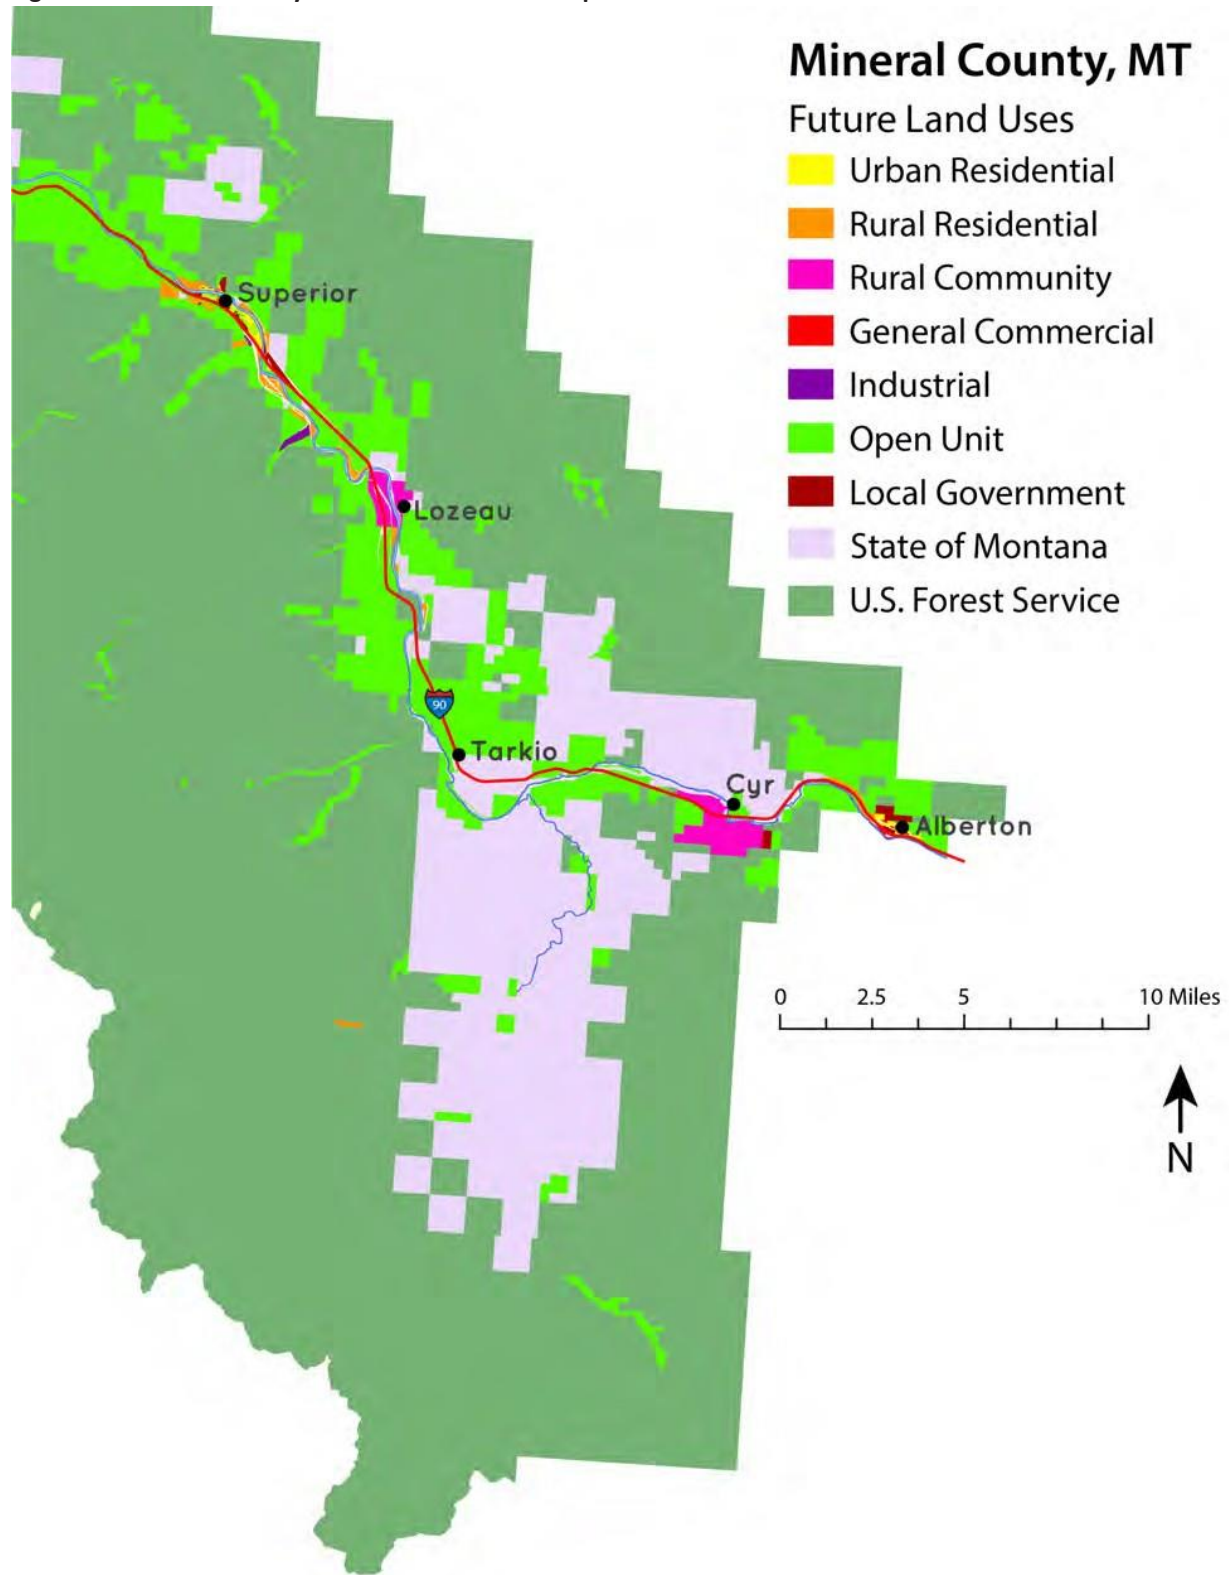 Mineral County, MT
Future Land Uses
Urban Residential
Rural Residential
Rural Community
General Commercial
Industrial
Open Unit
Local Government
State of Montana
U.S. Forest Service
Superior
Lozeau
90
Tarkio
Cyr
Alberton
0 2.5 5 10 Miles
N